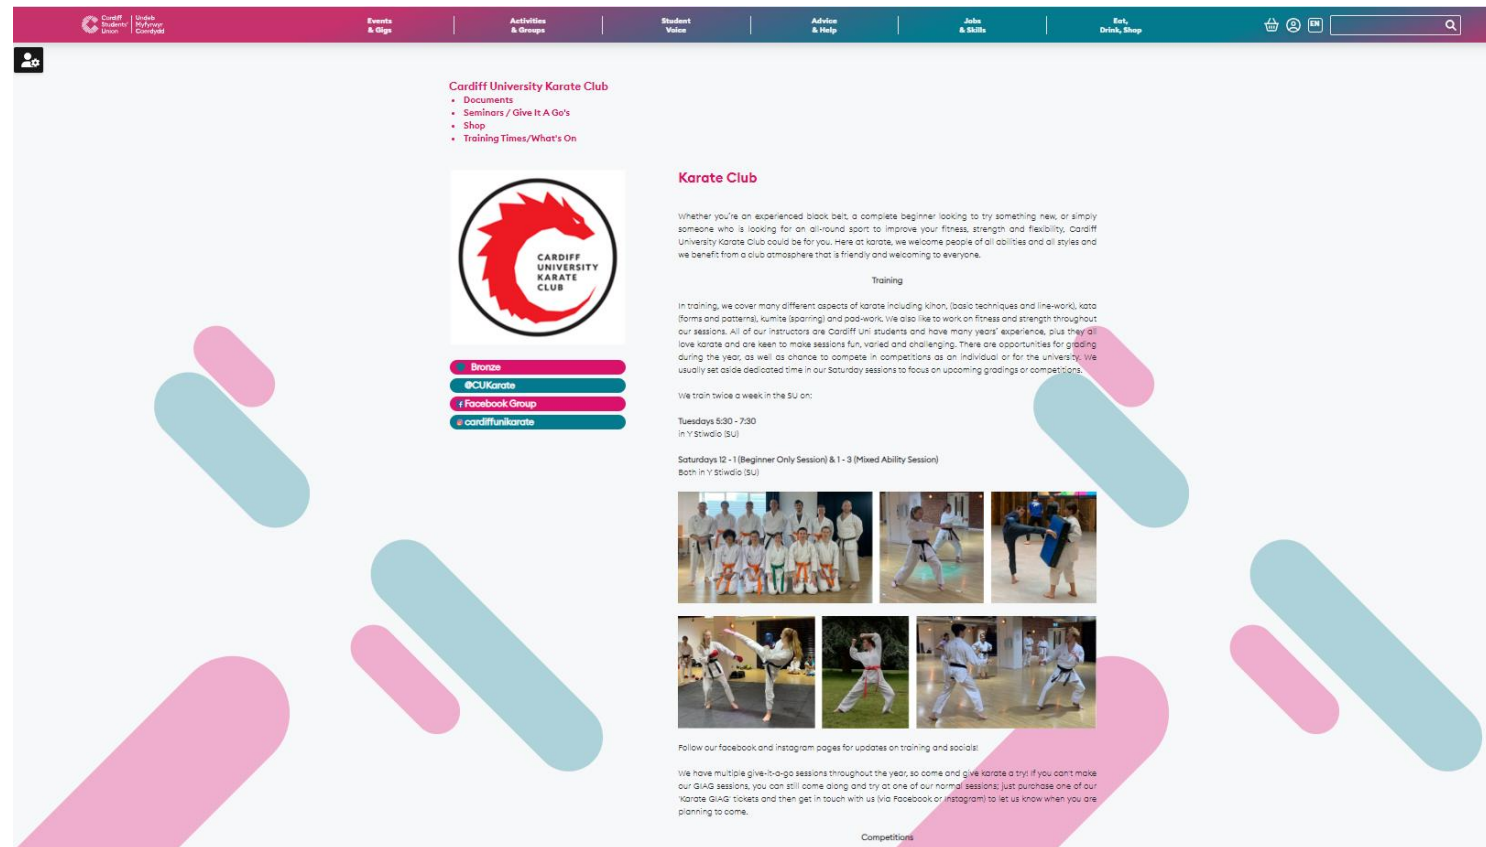 Cardiff
Students'
Union
Undeb
Myfyrwyr
Caerdydd
Events
& Gigs
Activities
& Groups
Student
Voice
Advice
& Help
Jobs
& Skills
Eat,
Drink, Shop
EN
Cardiff University Karate Club
• Documents
• Seminars / Give It A Go's
• Shop
• Training Times/What's On
CARDIFF
UNIVERSITY
KARATE
CLUB
Bronze
@CUKarate
Facebook Group
cardiffunikarate
Karate Club
Whether you're an experienced black belt, a complete beginner looking to try something new, or simply
someone who is looking for an all-round sport to improve your fitness, strength and flexibility, Cardiff
University Karate Club could be for you. Here at karate, we welcome people of all abilities and all styles and
we benefit from a club atmosphere that is friendly and welcoming to everyone.
Training
In training, we cover many different aspects of karate including kihon, (basic techniques and line-work), kata
(forms and patterns), kumite (sparring) and pad-work. We also like to work on fitness and strength throughout
our sessions. All of our instructors are Cardiff Uni students and have many years' experience, plus they all
love karate and are keen to make sessions fun, varied and challenging. There are opportunities for grading
during the year, as well as chance to compete in competitions as an individual or for the university. We
usually set aside dedicated time in our Saturday sessions to focus on upcoming gradings or competitions.
We train twice a week in the SU on:
Tuesdays 5:30 - 7:30
in Y Stiwdio (SU)
Saturdays 12 - 1 (Beginner Only Session) & 1 - 3 (Mixed Ability Session)
Both in Y Stiwdio (SU)
Follow our facebook and instagram pages for updates on training and socials!
We have multiple give-it-a-go sessions throughout the year, so come and give karate a try! If you can't make
our GIAG sessions, you can still come along and try at one of our normal sessions; just purchase one of our
'Karate GIAG' tickets and then get in touch with us (via Facebook or Instagram) to let us know when you are
planning to come.
Competitions